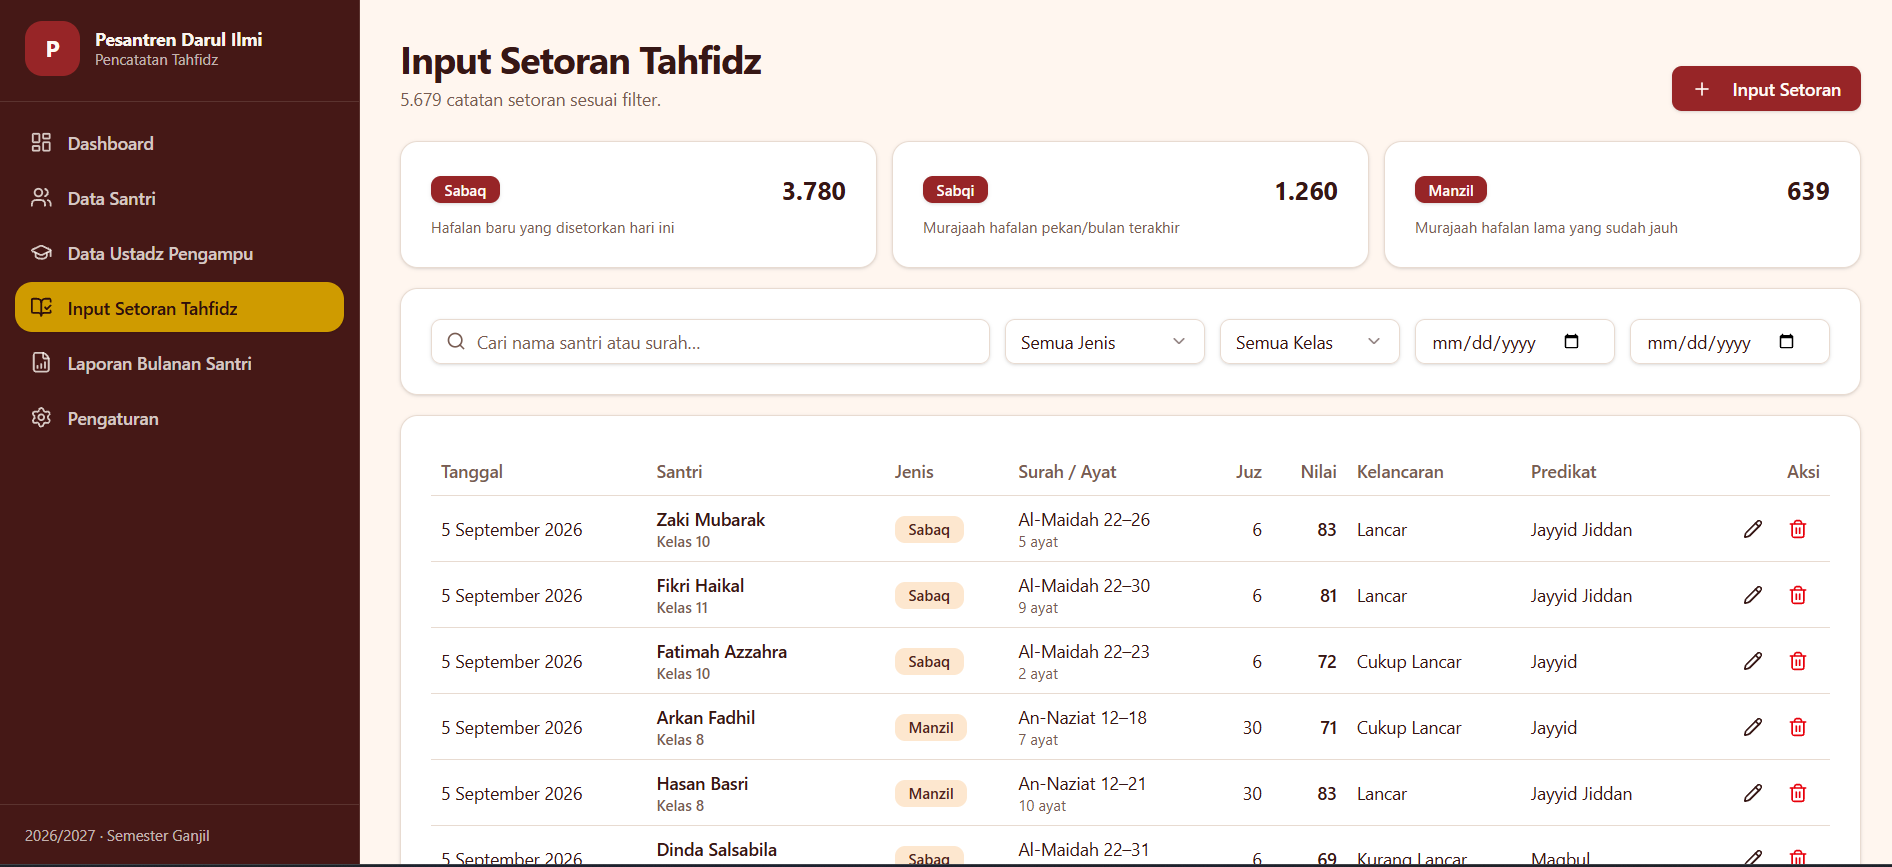 P
Pesantren Darul Ilmi
Pencatatan Tahfidz
Dashboard
Data Santri
Data Ustadz Pengampu
Input Setoran Tahfidz
Laporan Bulanan Santri
Pengaturan
2026/2027 · Semester Ganjil
Input Setoran Tahfidz
5.679 catatan setoran sesuai filter.
+ Input Setoran
Sabaq 3.780
Hafalan baru yang disetorkan hari ini
Sabqi 1.260
Murajaah hafalan pekan/bulan terakhir
Manzil 639
Murajaah hafalan lama yang sudah jauh
Cari nama santri atau surah... Semua Jenis Semua Kelas mm/dd/yyyy mm/dd/yyyy
Tanggal Santri Jenis Surah / Ayat Juz Nilai Kelancaran Predikat Aksi
5 September 2026 Zaki Mubarak Sabaq Al-Maidah 22–26 6 83 Lancar Jayyid Jiddan
Kelas 10 5 ayat
5 September 2026 Fikri Haikal Sabaq Al-Maidah 22–30 6 81 Lancar Jayyid Jiddan
Kelas 11 9 ayat
5 September 2026 Fatimah Azzahra Sabaq Al-Maidah 22–23 6 72 Cukup Lancar Jayyid
Kelas 10 2 ayat
5 September 2026 Arkan Fadhil Manzil An-Naziat 12–18 30 71 Cukup Lancar Jayyid
Kelas 8 7 ayat
5 September 2026 Hasan Basri Manzil An-Naziat 12–21 30 83 Lancar Jayyid Jiddan
Kelas 8 10 ayat
5 September 2026 Dinda Salsabila Sabaq Al-Maidah 22–31 6 69 Kurang Lancar Maqbul